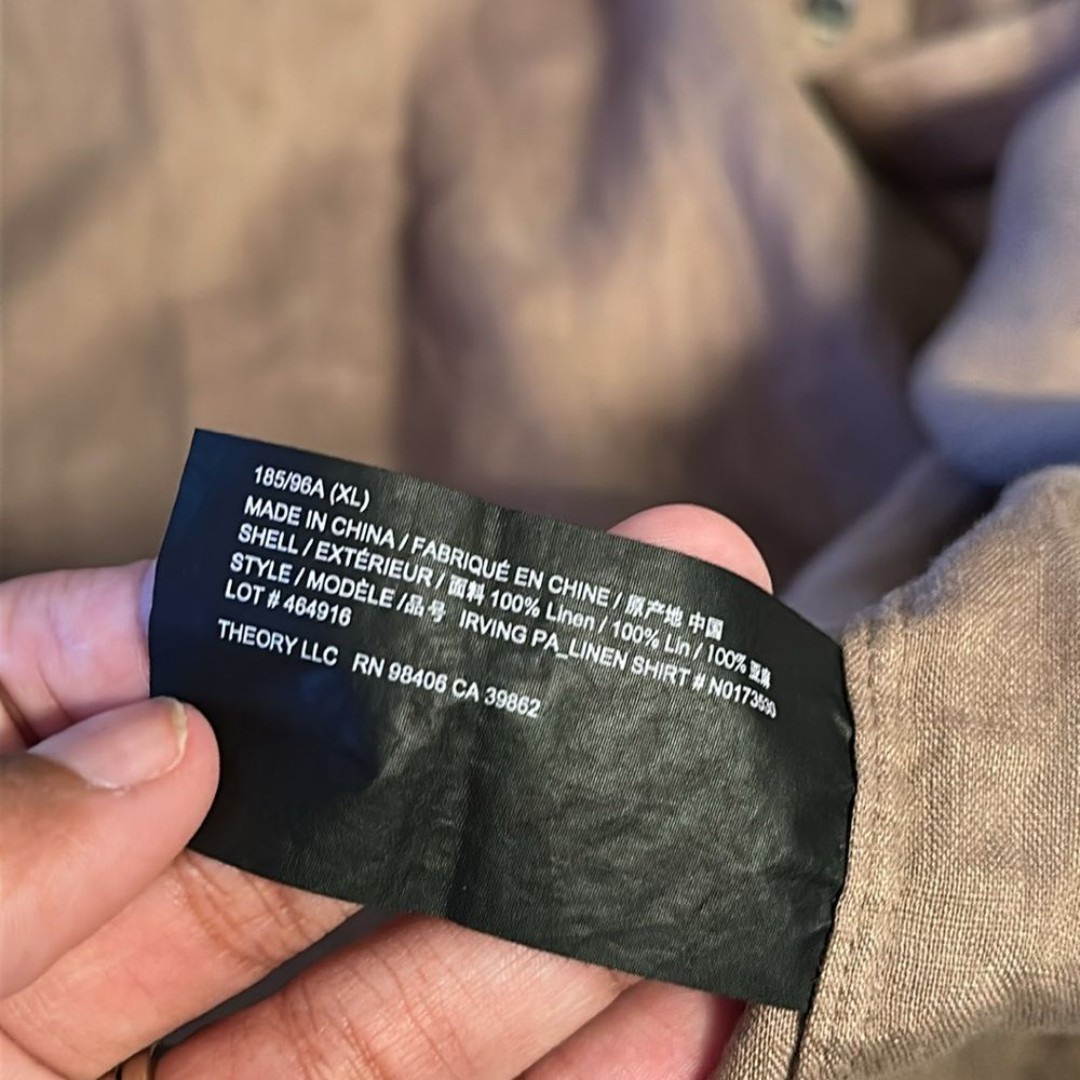 185/96A (XL)
MADE IN CHINA / FABRIQUÉ EN CHINE / 原产地 中国
SHELL / EXTÉRIEUR / 面料 100% Linen / 100% Lin / 100% 亚麻
STYLE / MODÈLE /品 号 IRVING PA_LINEN SHIRT #
LOT # 464916
THEORY LLC RN 98406 CA 39862